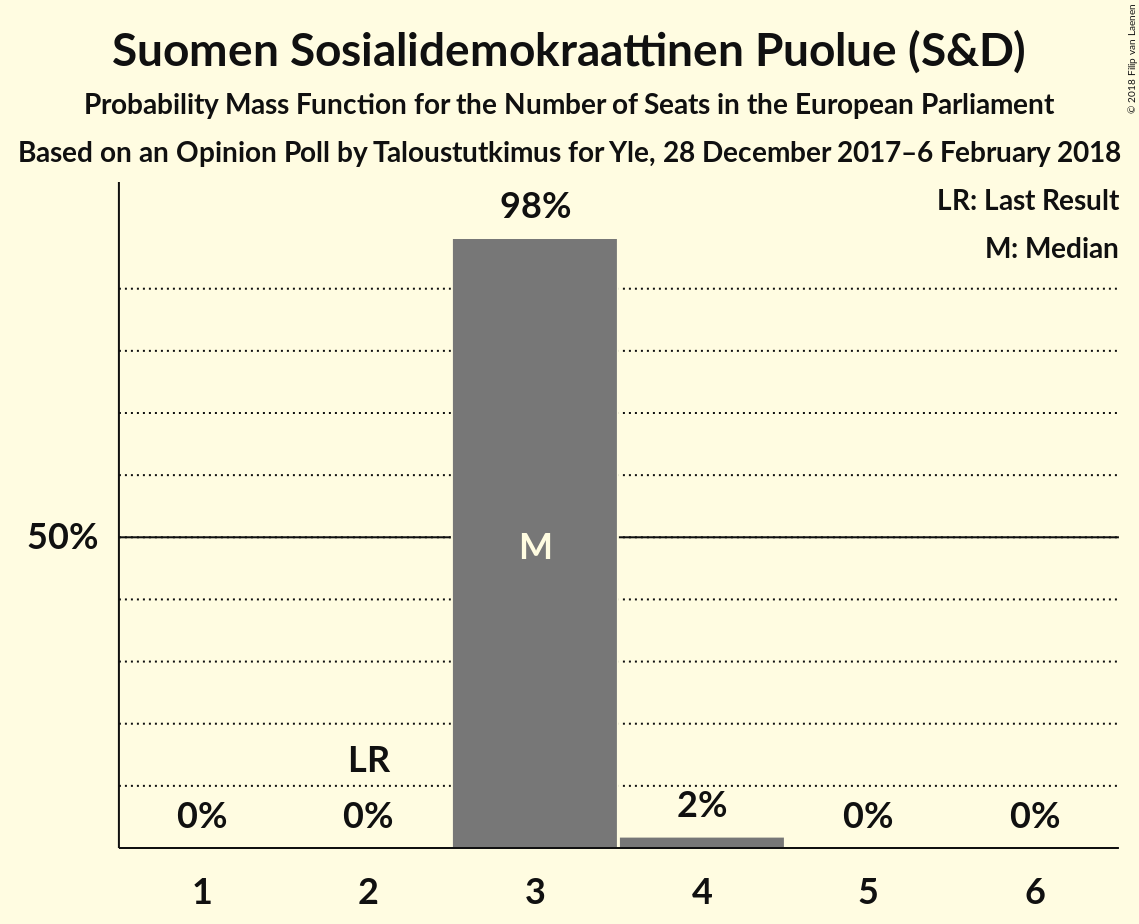 Suomen Sosialidemokraattinen Puolue (S&D)
Probability Mass Function for the Number of Seats in the European Parliament
Based on an Opinion Poll by Taloustutkimus for Yle, 28 December 2017–6 February 2018
© 2018 Filip van Laenen
LR: Last Result
M: Median
98%
50%
M
LR
0% 0% 2% 0% 0%
1 2 3 4 5 6